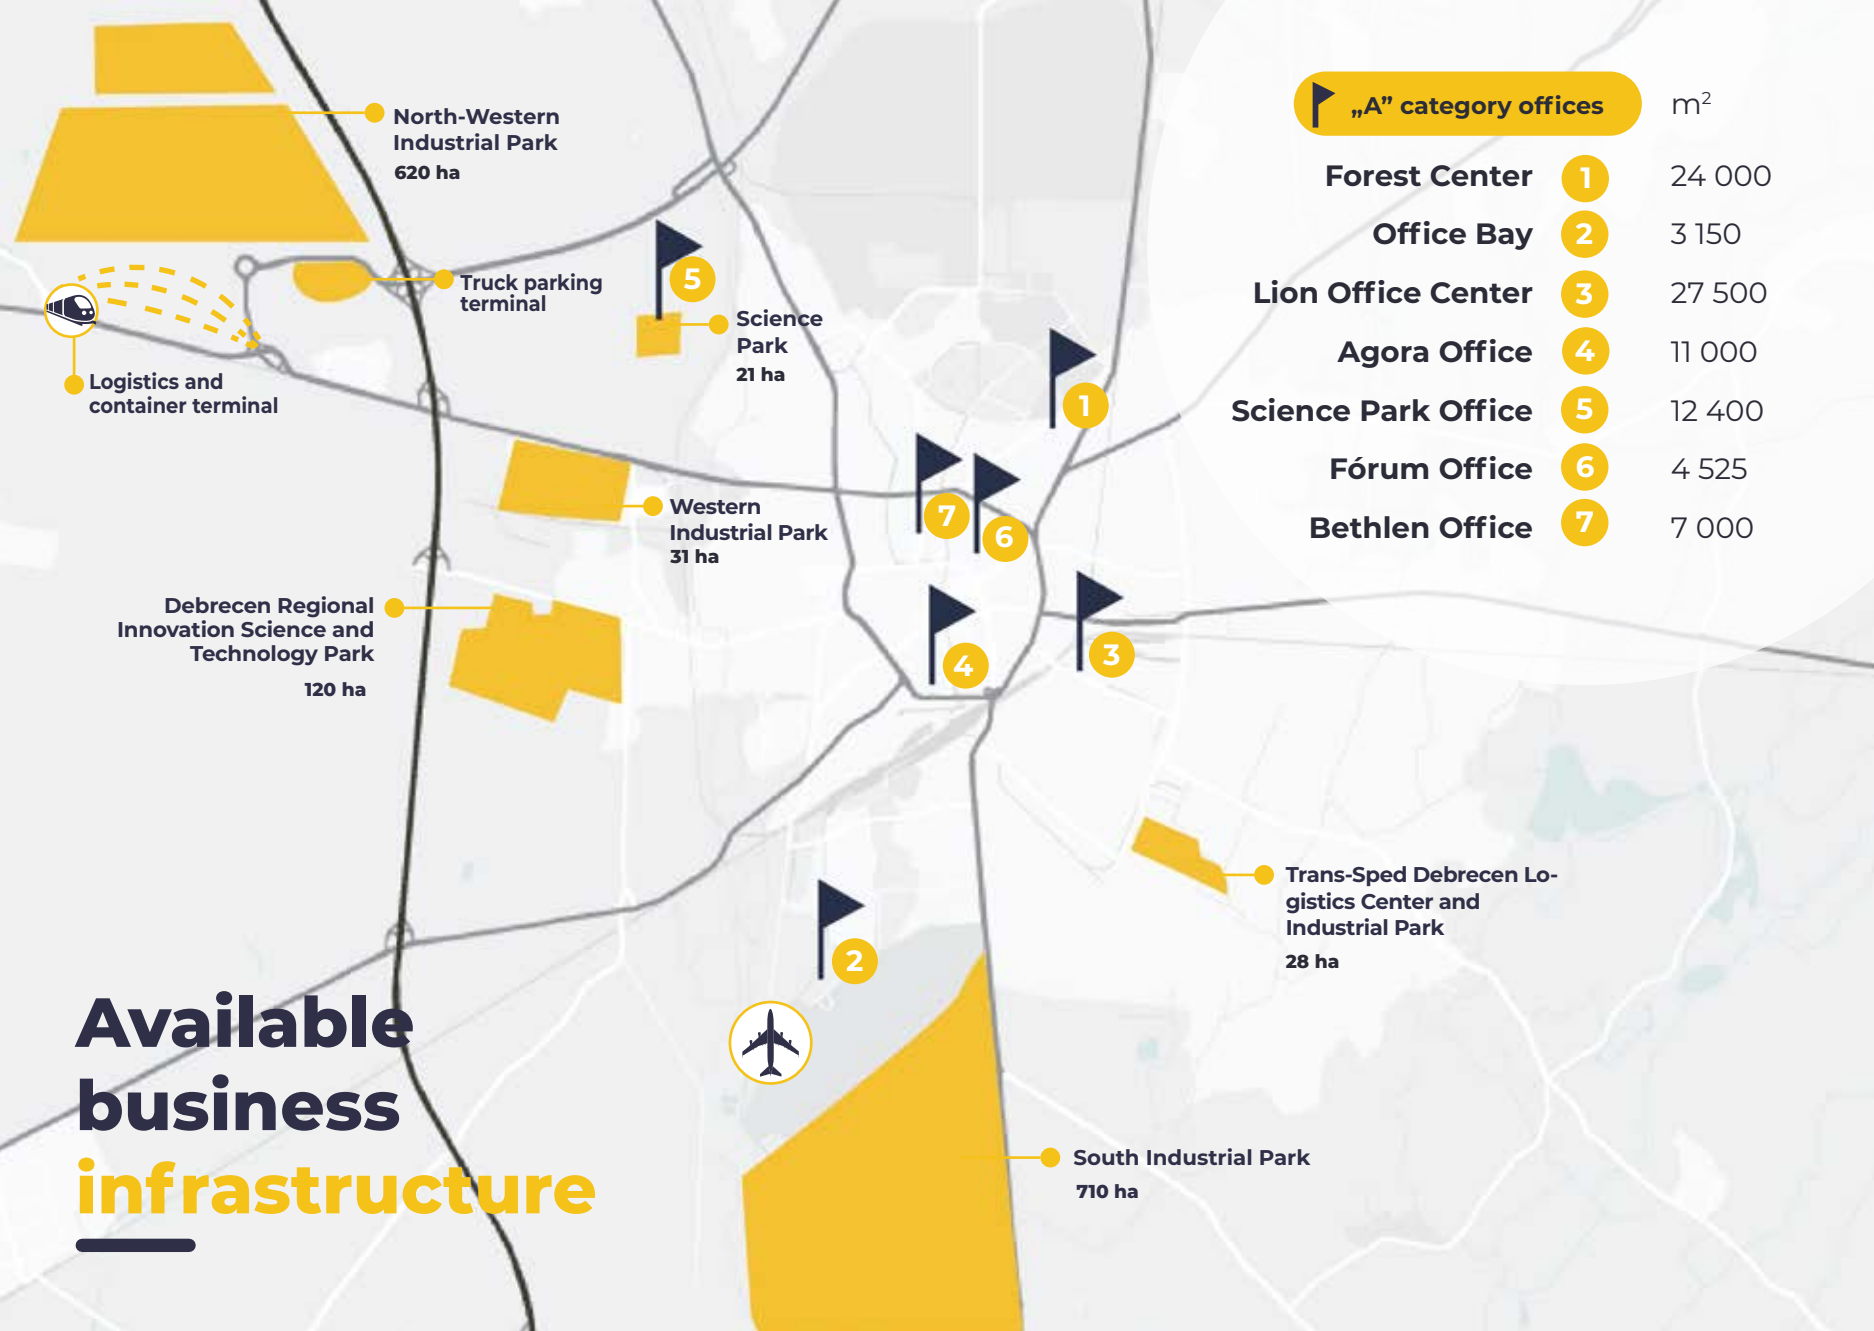 North-Western
Industrial Park
620 ha
Truck parking
terminal
Logistics and
container terminal
5
Science
Park
21 ha
1
Western
Industrial Park
31 ha
7
6
Debrecen Regional
Innovation Science and
Technology Park
120 ha
4
3
2
Trans-Sped Debrecen Lo-
gistics Center and
Industrial Park
28 ha
South Industrial Park
710 ha
„A” category offices m²
Forest Center 1 24 000
Office Bay 2 3 150
Lion Office Center 3 27 500
Agora Office 4 11 000
Science Park Office 5 12 400
Fórum Office 6 4 525
Bethlen Office 7 7 000
Available
business
infrastructure